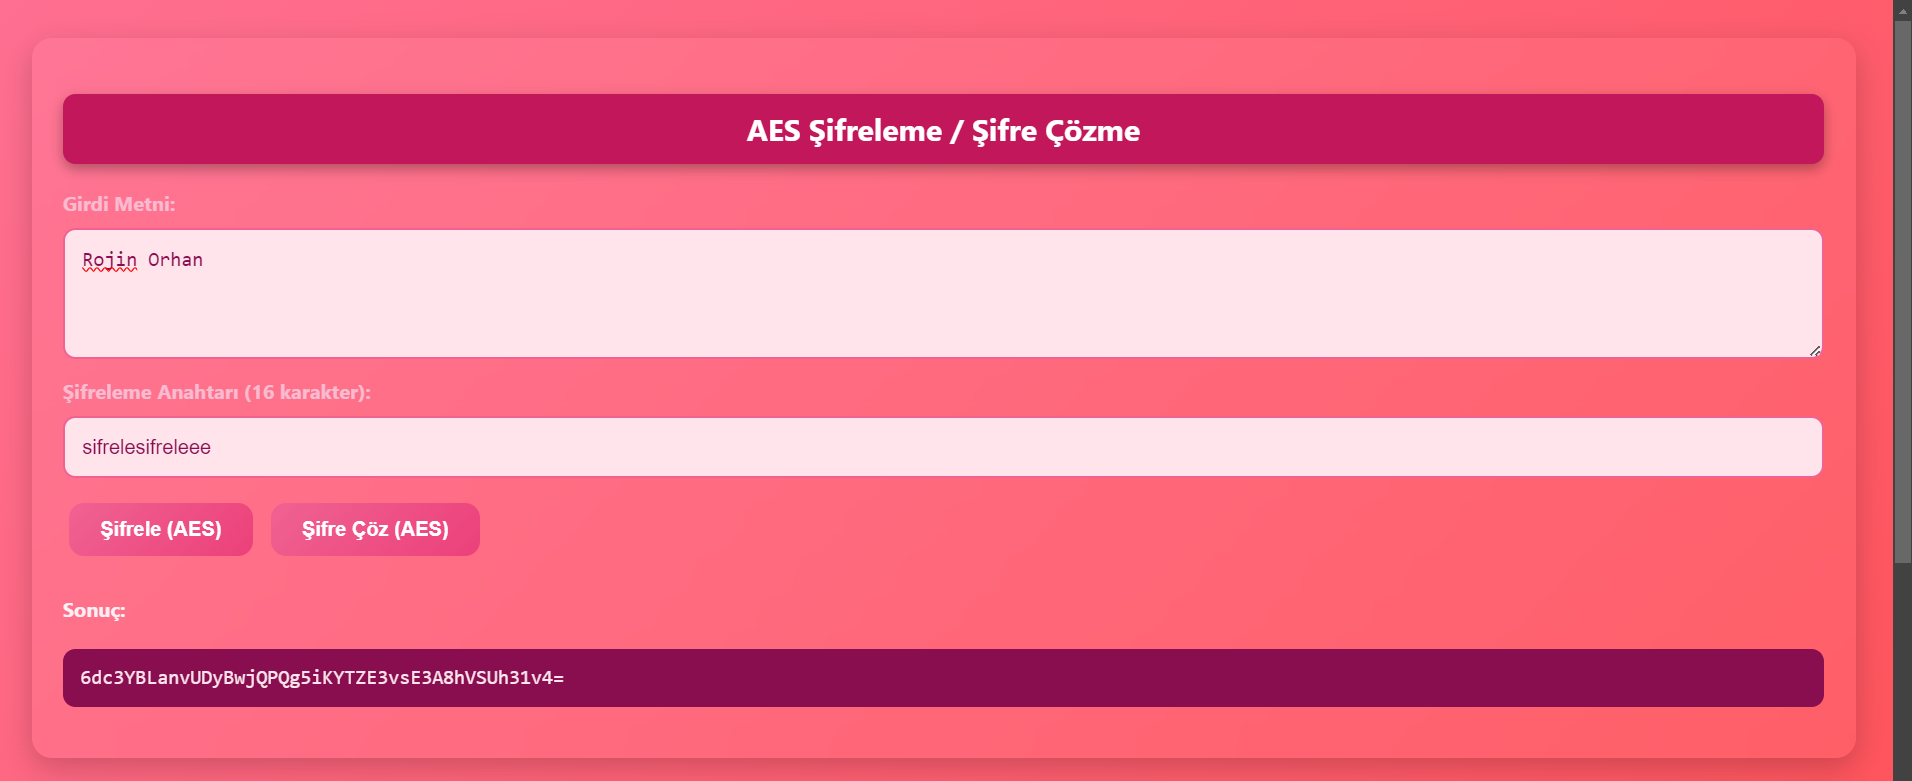 AES Şifreleme / Şifre Çözme
Girdi Metni:
Rojin Orhan
Şifreleme Anahtarı (16 karakter):
sifrelesifreleee
Şifrele (AES)
Şifre Çöz (AES)
Sonuç:
6dc3YBLanvUDyBwjQPQg5iKYTZE3vsE3A8hVSUh31v4=